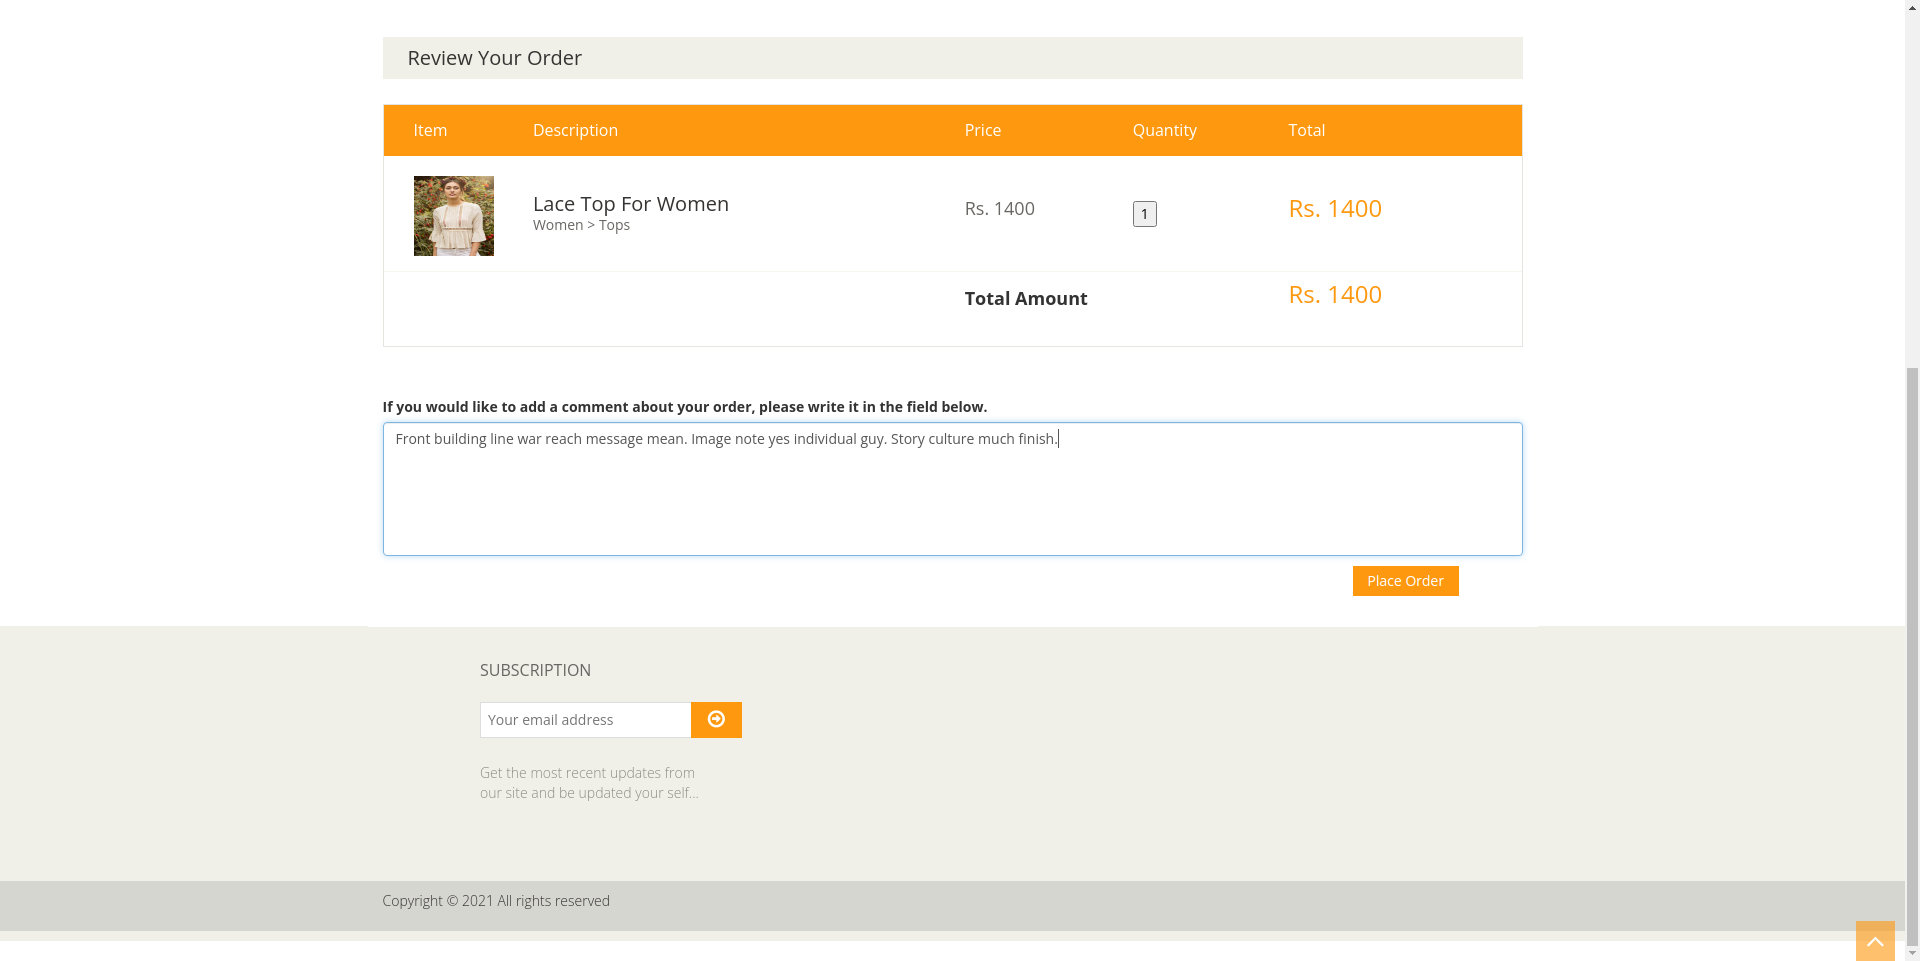 Review Your Order
Item Description Price Quantity Total
Lace Top For Women
Women > Tops
Rs. 1400
1
Rs. 1400
Total Amount Rs. 1400
If you would like to add a comment about your order, please write it in the field below.
Front building line war reach message mean. Image note yes individual guy. Story culture much finish.
Place Order
SUBSCRIPTION
Your email address
Get the most recent updates from
our site and be updated your self...
Copyright © 2021 All rights reserved